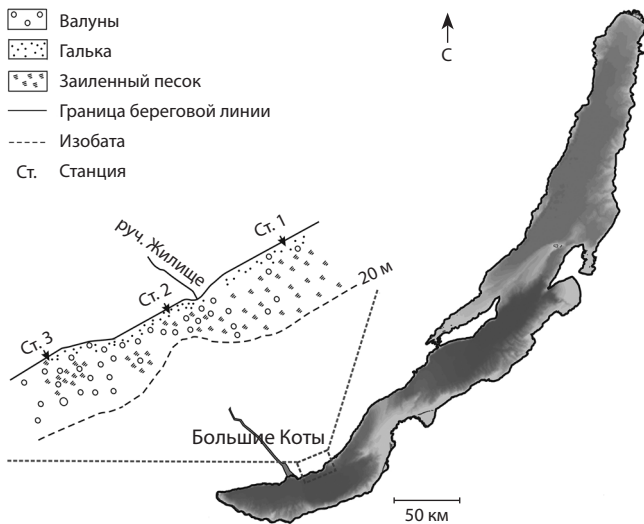 Валуны
Галька
Заиленный песок
Граница береговой линии
Изобата
Ст. Станция
С
руч. Жилище
Ст. 1
Ст. 2
Ст. 3
20 м
Большие Коты
50 км